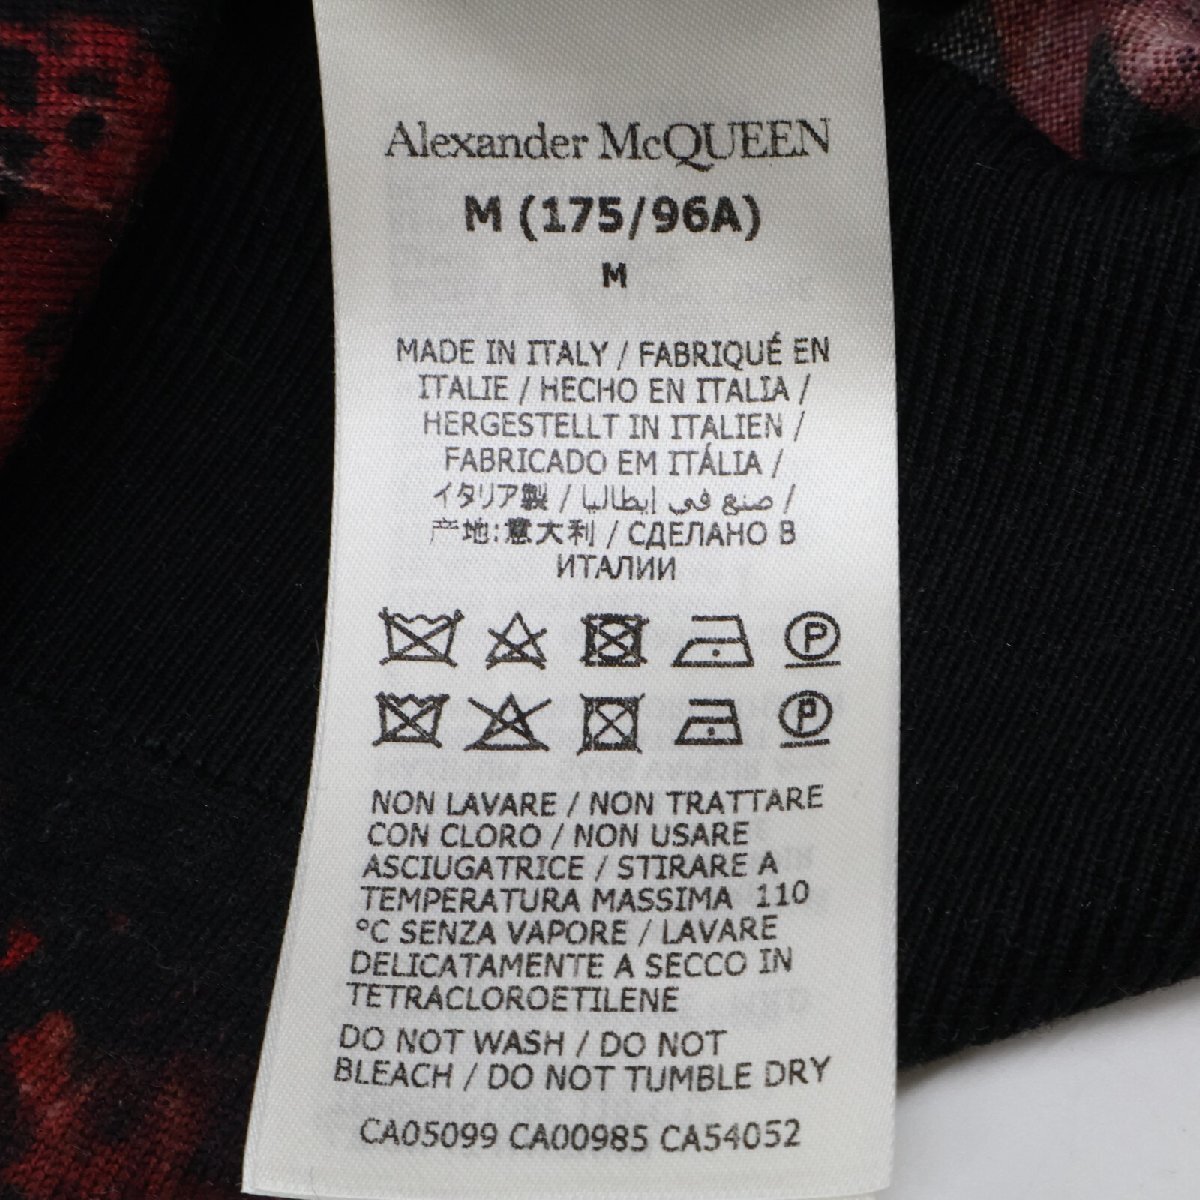 Alexander McQUEEN
M (175/96A)
M
MADE IN ITALY / FABRIQUÉ EN
ITALIE / HECHO EN ITALIA /
HERGESTELLT IN ITALIEN /
FABRICADO EM ITÁLIA /
イタリア製 / صنع في إيطاليا /
产地:意大利 / СДЕЛАНО В
ИТАЛИИ
P
P
NON LAVARE / NON TRATTARE
CON CLORO / NON USARE
ASCIUGATRICE / STIRARE A
TEMPERATURA MASSIMA 110
°C SENZA VAPORE / LAVARE
DELICATAMENTE A SECCO IN
TETRACLOROETILENE
DO NOT WASH / DO NOT
BLEACH / DO NOT TUMBLE DRY
CA05099 CA00985 CA54052